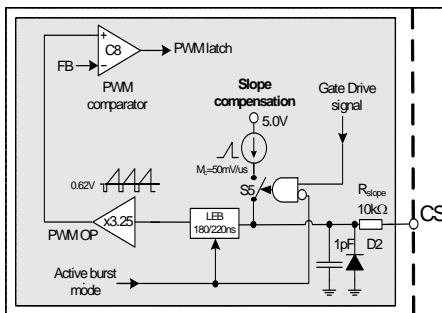 +
C8
PWM latch
FB
−
PWM
comparator
Slope
compensation
Gate Drive
signal
5.0V
Mc=50mV/us
S5
0.62V
x3.25
PWM OP
LEB
180/220ns
Rslope
10kΩ
CS
1pF
D2
Active burst
mode